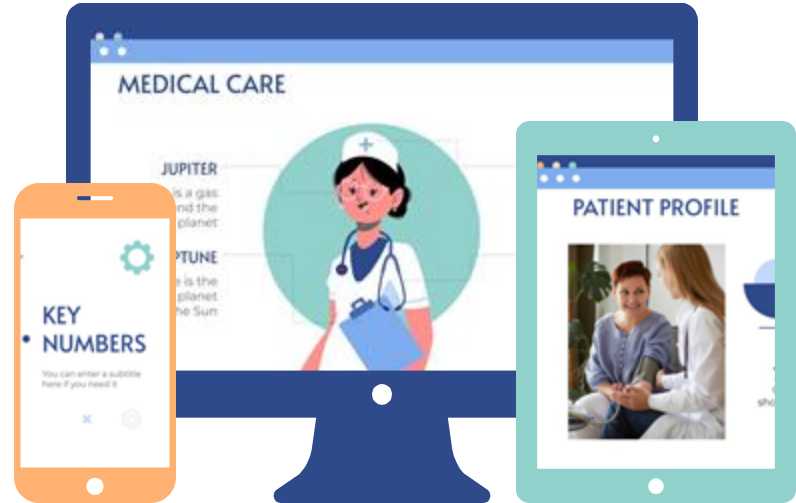 MEDICAL CARE
JUPITER
is a gas
nd the
planet
PTUNE
e is the
planet
he Sun
KEY
NUMBERS
You can enter a subtitle
here if you need it
PATIENT PROFILE
sho